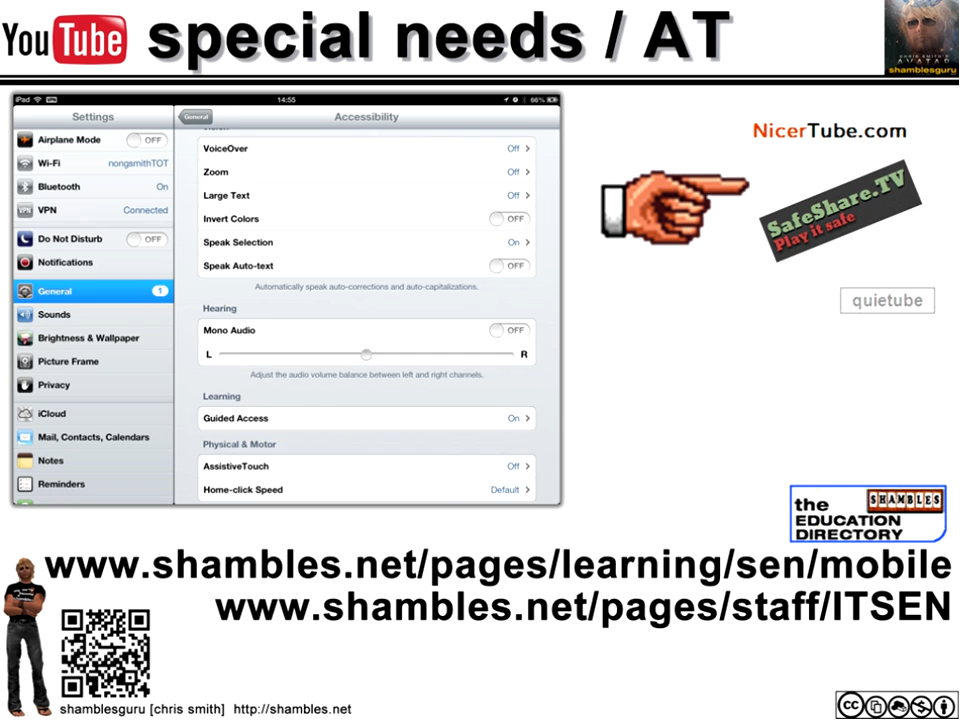 YouTube special needs / AT
CHRIS SMITH'S
AVATAR
shamblesguru
iPad 14:55 66%
Settings
General
Accessibility
Airplane Mode OFF
Wi-Fi nongsmithTOT
Bluetooth On
VPN Connected
Do Not Disturb OFF
Notifications
General 1
Sounds
Brightness & Wallpaper
Picture Frame
Privacy
iCloud
Mail, Contacts, Calendars
Notes
Reminders
Vision
VoiceOver Off
Zoom Off
Large Text Off
Invert Colors OFF
Speak Selection On
Speak Auto-text OFF
Automatically speak auto-corrections and auto-capitalizations.
Hearing
Mono Audio OFF
L R
Adjust the audio volume balance between left and right channels.
Learning
Guided Access On
Physical & Motor
AssistiveTouch Off
Home-click Speed Default
NicerTube.com
SafeShare.TV
Play it safe
quietube
the SHAMBLES
EDUCATION
DIRECTORY
www.shambles.net/pages/learning/sen/mobile
www.shambles.net/pages/staff/ITSEN
shamblesguru [chris smith] http://shambles.net
cc